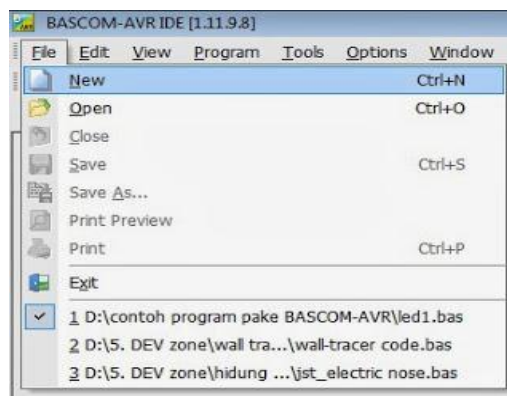 BASCOM-AVR IDE [1.11.9.8]
File Edit View Program Tools Options Window
New Ctrl+N
Open Ctrl+O
Close
Save Ctrl+S
Save As...
Print Preview
Print Ctrl+P
Exit
1 D:\contoh program pake BASCOM-AVR\led1.bas
2 D:\5. DEV zone\wall tra...\wall-tracer code.bas
3 D:\5. DEV zone\hidung ...\jst_electric nose.bas